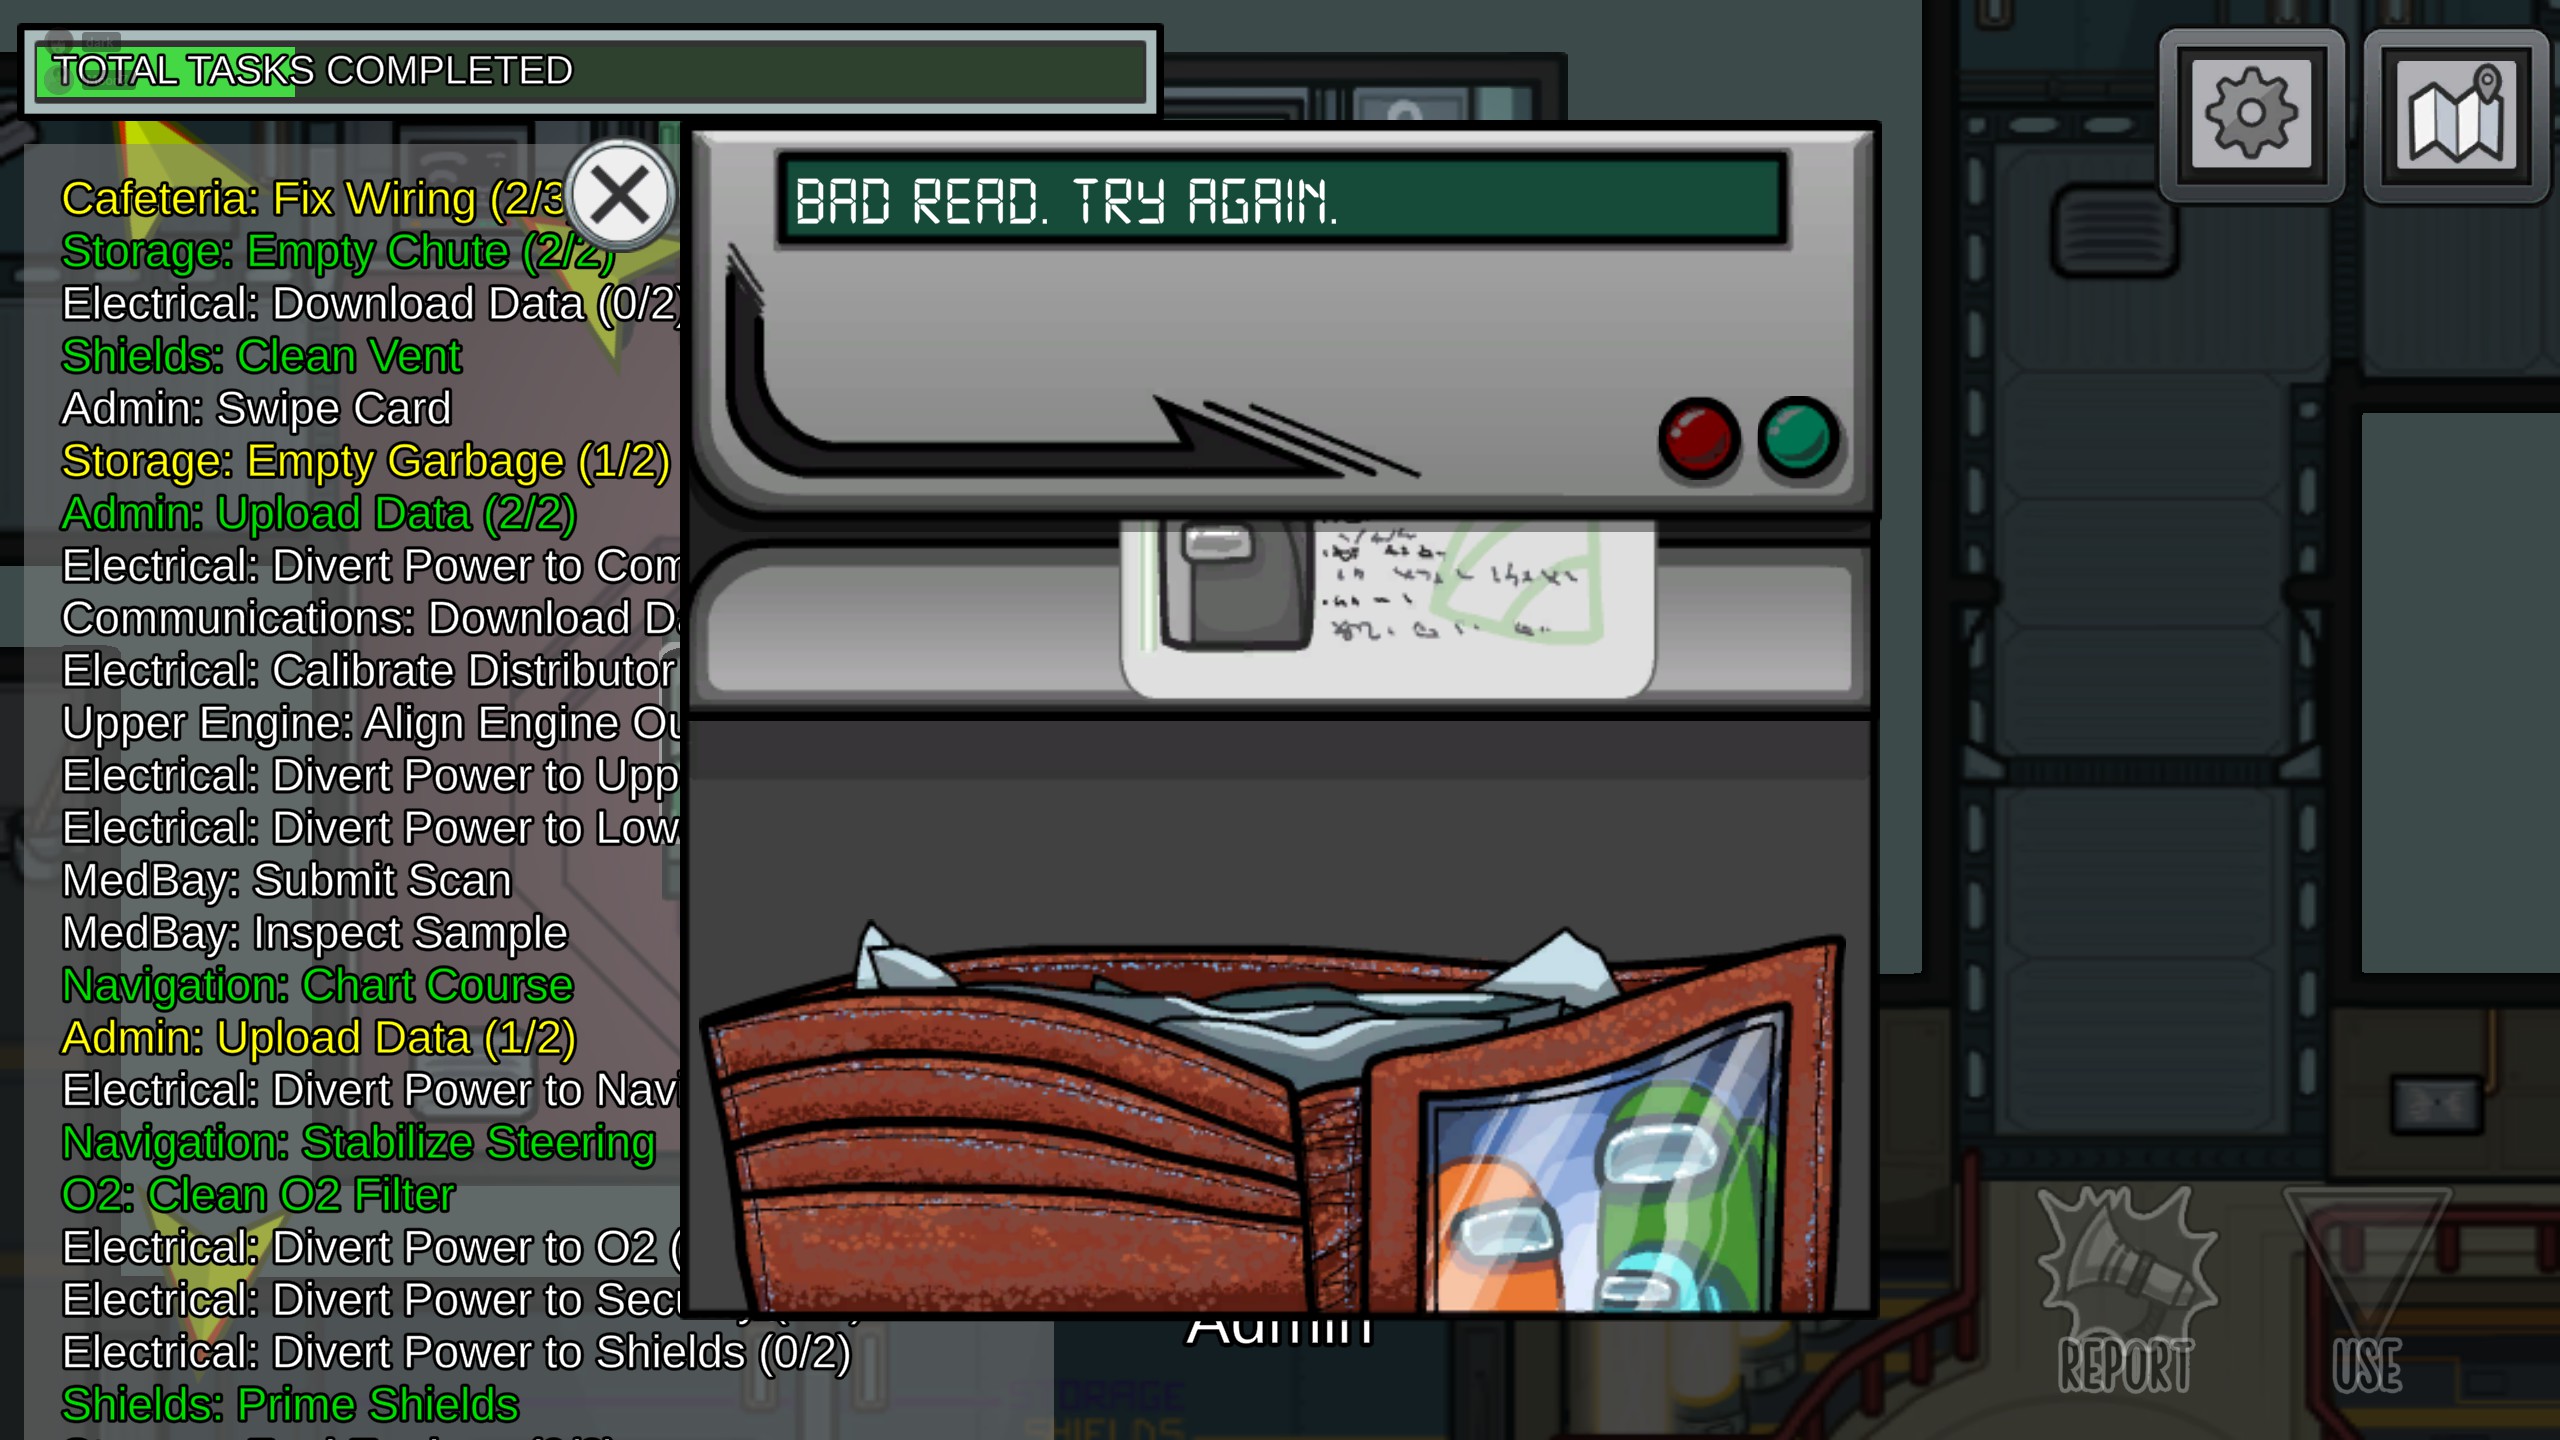 TOTAL TASKS COMPLETED
BAD READ. TRY AGAIN.
Cafeteria: Fix Wiring (2/3
Storage: Empty Chute (2/2)
Electrical: Download Data (0/2)
Shields: Clean Vent
Admin: Swipe Card
Storage: Empty Garbage (1/2)
Admin: Upload Data (2/2)
Electrical: Divert Power to Com
Communications: Download Da
Electrical: Calibrate Distributor
Upper Engine: Align Engine Ou
Electrical: Divert Power to Upp
Electrical: Divert Power to Low
MedBay: Submit Scan
MedBay: Inspect Sample
Navigation: Chart Course
Admin: Upload Data (1/2)
Electrical: Divert Power to Navi
Navigation: Stabilize Steering
O2: Clean O2 Filter
Electrical: Divert Power to O2 (
Electrical: Divert Power to Secu
Electrical: Divert Power to Shields (0/2)
Shields: Prime Shields
Admin
STORAGE
SHIELDS
REPORT
USE